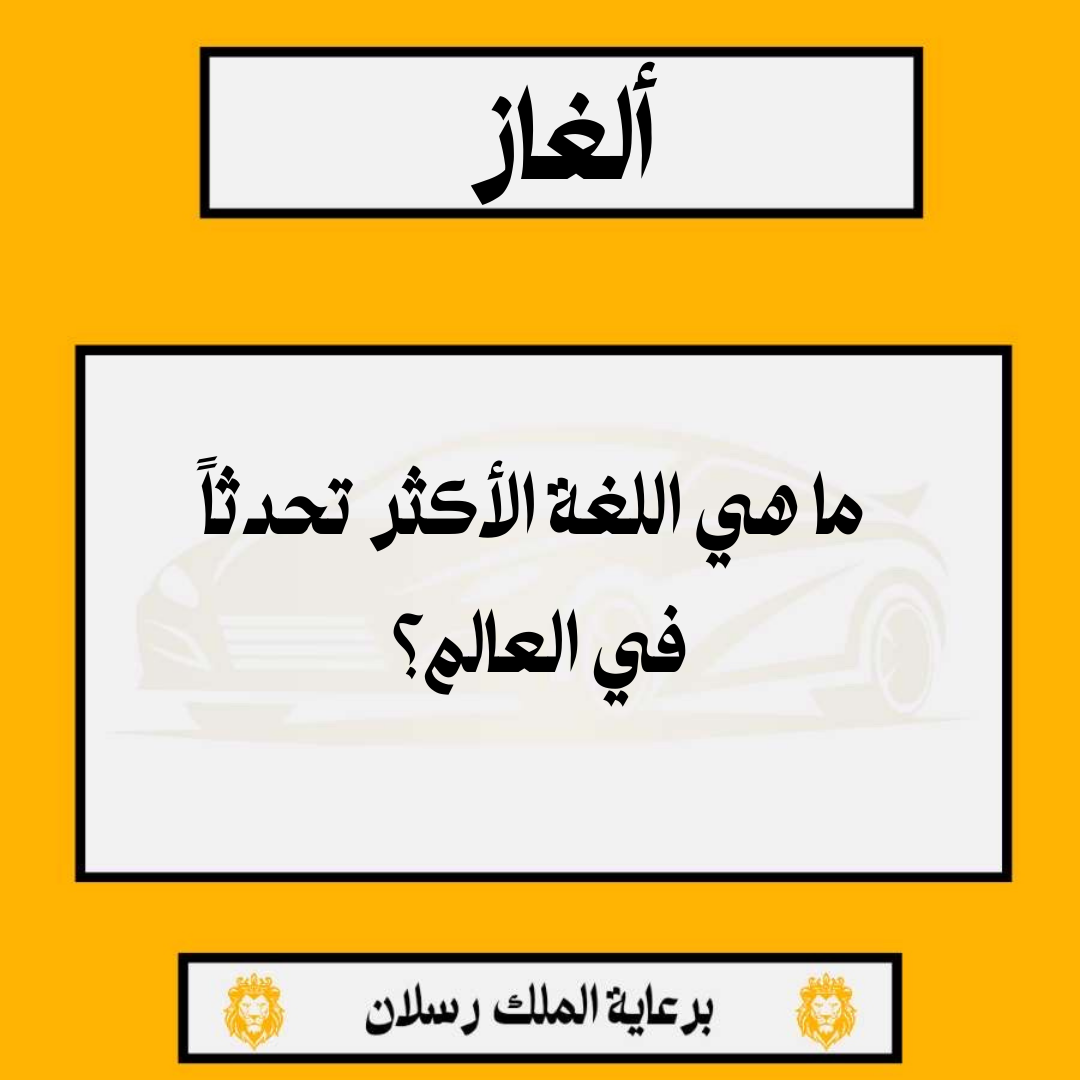 ألغاز
ما هي اللغة الأكثر تحدثاً
في العالم؟
برعاية الملك رسلان